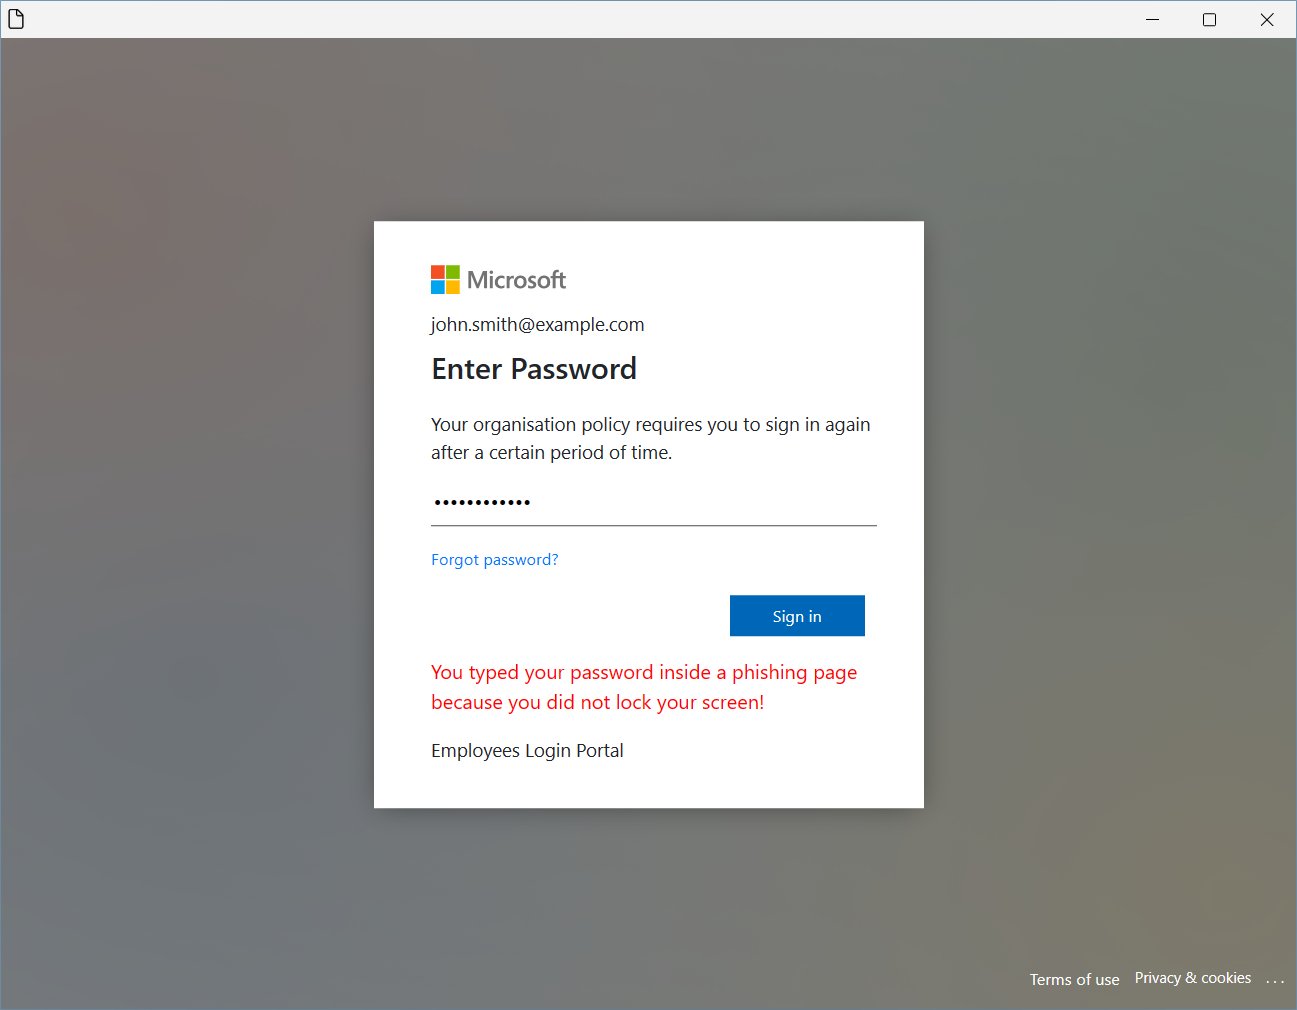 Microsoft
john.smith@example.com
Enter Password
Your organisation policy requires you to sign in again
after a certain period of time.
••••••••••••
Forgot password?
Sign in
You typed your password inside a phishing page
because you did not lock your screen!
Employees Login Portal
Terms of use Privacy & cookies ...